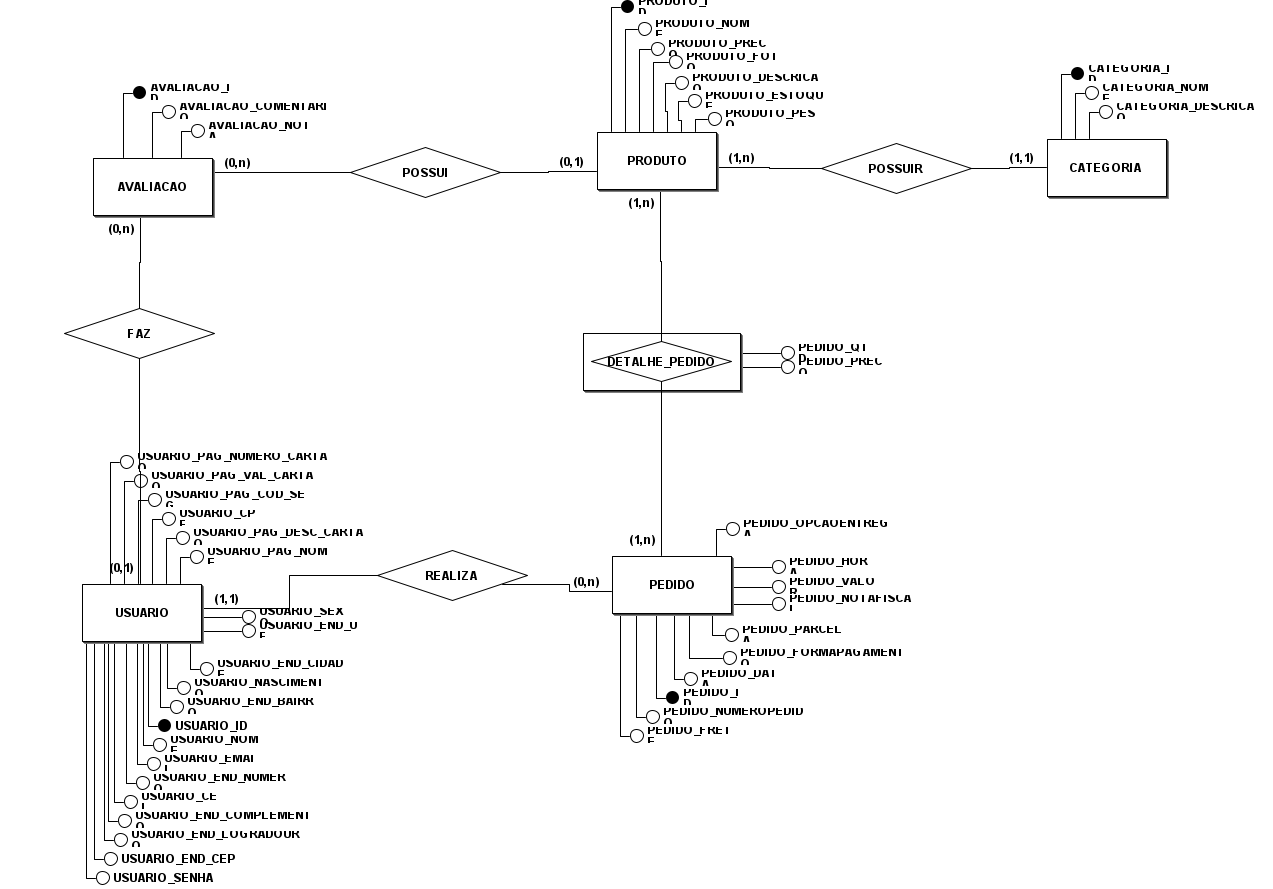 PRODUTO_I
D
PRODUTO_NOM
E
PRODUTO_PREC
O
PRODUTO_FOT
O
PRODUTO_DESCRICA
O
PRODUTO_ESTOQU
E
PRODUTO_PES
O
CATEGORIA_I
D
CATEGORIA_NOM
E
CATEGORIA_DESCRICA
O
AVALIACAO_I
D
AVALIACAO_COMENTARI
O
AVALIACAO_NOT
A
AVALIACAO
(0,n)
POSSUI
(0,1)
PRODUTO
(1,n)
POSSUIR
(1,1)
CATEGORIA
(0,n)
(1,n)
FAZ
DETALHE_PEDIDO
PEDIDO_QT
D
PEDIDO_PREC
O
USUARIO_PAG_NUMERO_CARTA
O
USUARIO_PAG_VAL_CARTA
O
USUARIO_PAG_COD_SE
G
USUARIO_CP
F
USUARIO_PAG_DESC_CARTA
O
USUARIO_PAG_NOM
E
(0,1)
USUARIO
(1,1)
REALIZA
(0,n)
(1,n)
PEDIDO
PEDIDO_OPCAOENTREG
A
PEDIDO_HOR
A
PEDIDO_VALO
R
PEDIDO_NOTAFISCA
L
USUARIO_SEX
O
USUARIO_END_U
F
PEDIDO_PARCEL
A
PEDIDO_FORMAPAGAMENT
O
PEDIDO_DAT
A
PEDIDO_I
D
PEDIDO_NUMEROPEDID
O
PEDIDO_FRET
E
USUARIO_END_CIDAD
E
USUARIO_NASCIMENT
O
USUARIO_END_BAIRR
O
USUARIO_ID
USUARIO_NOM
E
USUARIO_EMAI
L
USUARIO_END_NUMER
O
USUARIO_CE
L
USUARIO_END_COMPLEMENT
O
USUARIO_END_LOGRADOUR
O
USUARIO_END_CEP
USUARIO_SENHA